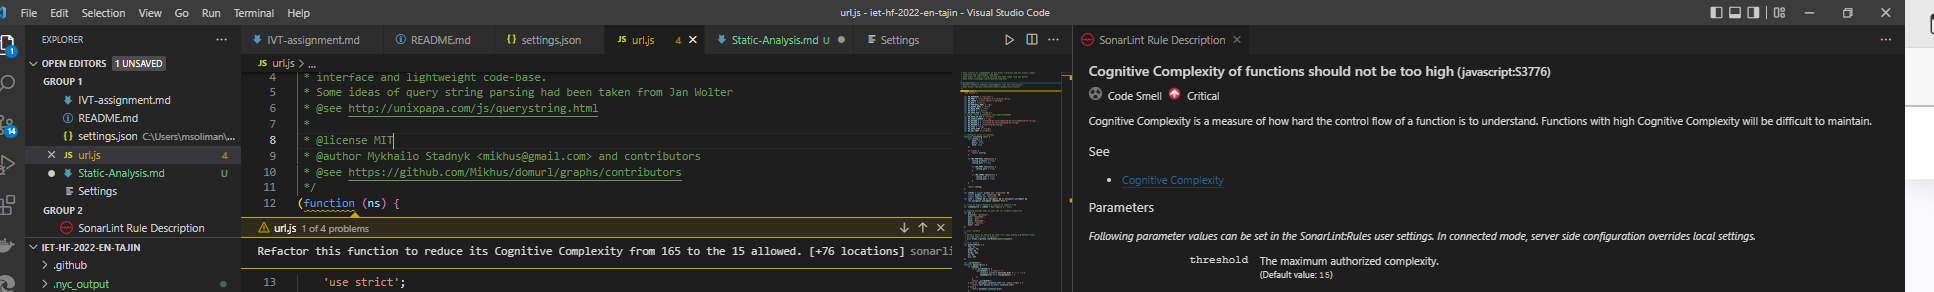 File Edit Selection View Go Run Terminal Help
url.js - iet-hf-2022-en-tajin - Visual Studio Code
1
14
EXPLORER
OPEN EDITORS 1 UNSAVED
GROUP 1
IVT-assignment.md
README.md
settings.json C:\Users\msoliman\...
JS url.js 4
Static-Analysis.md U
Settings
GROUP 2
SonarLint Rule Description
IET-HF-2022-EN-TAJIN
.github
.nyc_output
IVT-assignment.md README.md settings.json JS url.js 4 Static-Analysis.md U Settings
JS url.js > ...
4 * interface and lightweight code-base.
5 * Some ideas of query string parsing had been taken from Jan Wolter
6 * @see http://unixpapa.com/js/querystring.html
7 *
8 * @license MIT
9 * @author Mykhailo Stadnyk <mikhus@gmail.com> and contributors
10 * @see https://github.com/Mikhus/domurl/graphs/contributors
11 */
12 (function (ns) {
url.js 1 of 4 problems
Refactor this function to reduce its Cognitive Complexity from 165 to the 15 allowed. [+76 locations] sonarli
13 'use strict';
SonarLint Rule Description
Cognitive Complexity of functions should not be too high (javascript:S3776)
Code Smell Critical
Cognitive Complexity is a measure of how hard the control flow of a function is to understand. Functions with high Cognitive Complexity will be difficult to maintain.
See
• Cognitive Complexity
Parameters
Following parameter values can be set in the SonarLint:Rules user settings. In connected mode, server side configuration overrides local settings.
threshold The maximum authorized complexity.
(Default value: 15)